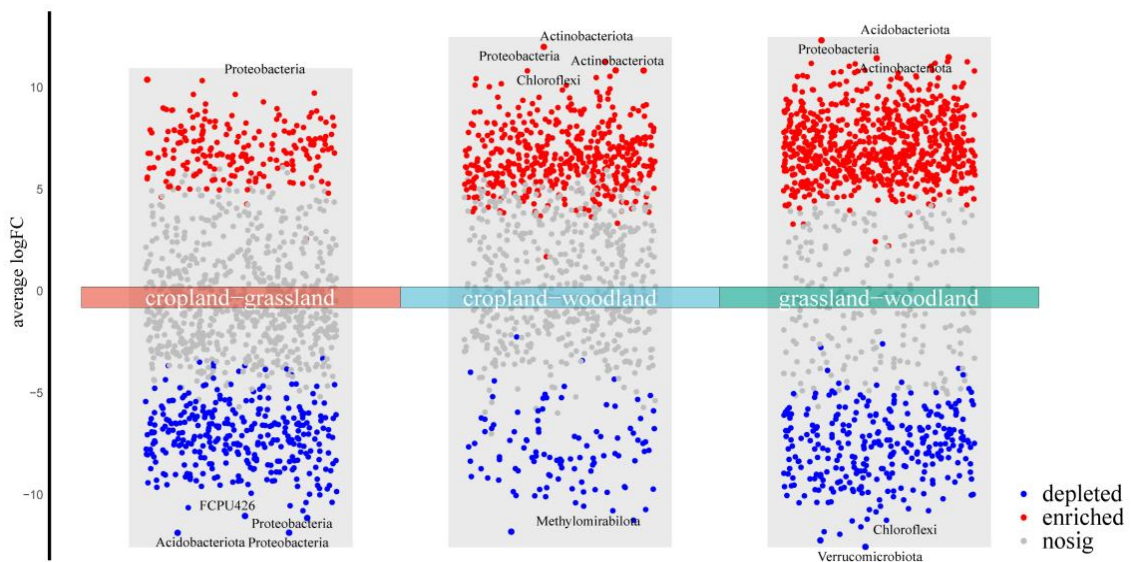 Actinobacteriota
Acidobacteriota
Proteobacteria
Actinobacteriota
Proteobacteria
Proteobacteria
Actinobacteriota
Chloroflexi
10
5
average logFC
0
cropland−grassland
cropland−woodland
grassland−woodland
−5
−10
FCPU426
Proteobacteria
Methylomirabilota
Chloroflexi
Acidobacteriota
Proteobacteria
Verrucomicrobiota
depleted
enriched
nosig